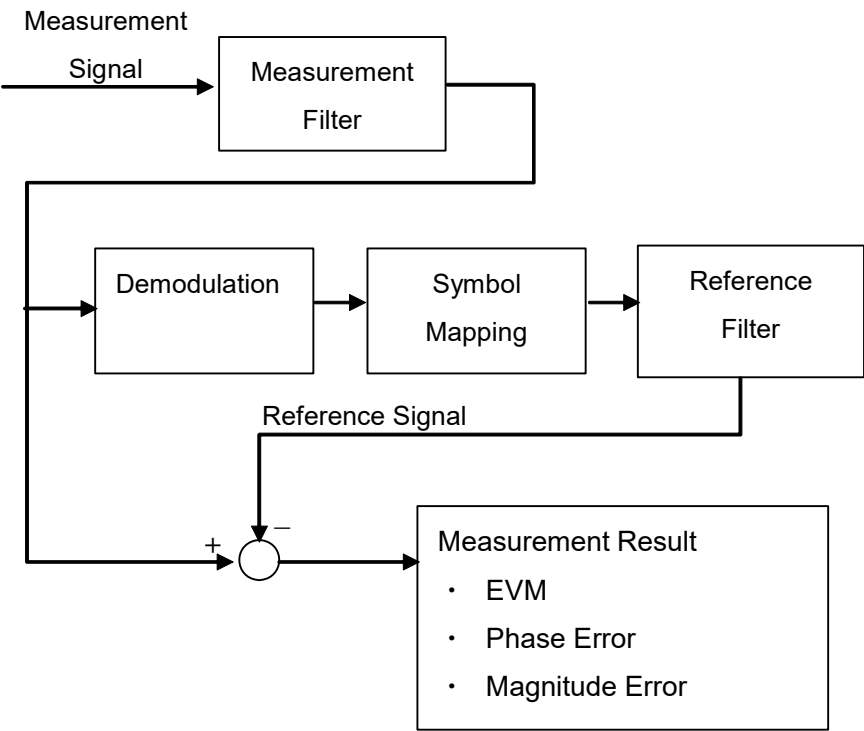 Measurement
Signal
Measurement
Filter
Demodulation
Symbol
Mapping
Reference
Filter
Reference Signal
+
−
Measurement Result
・ EVM
・ Phase Error
・ Magnitude Error